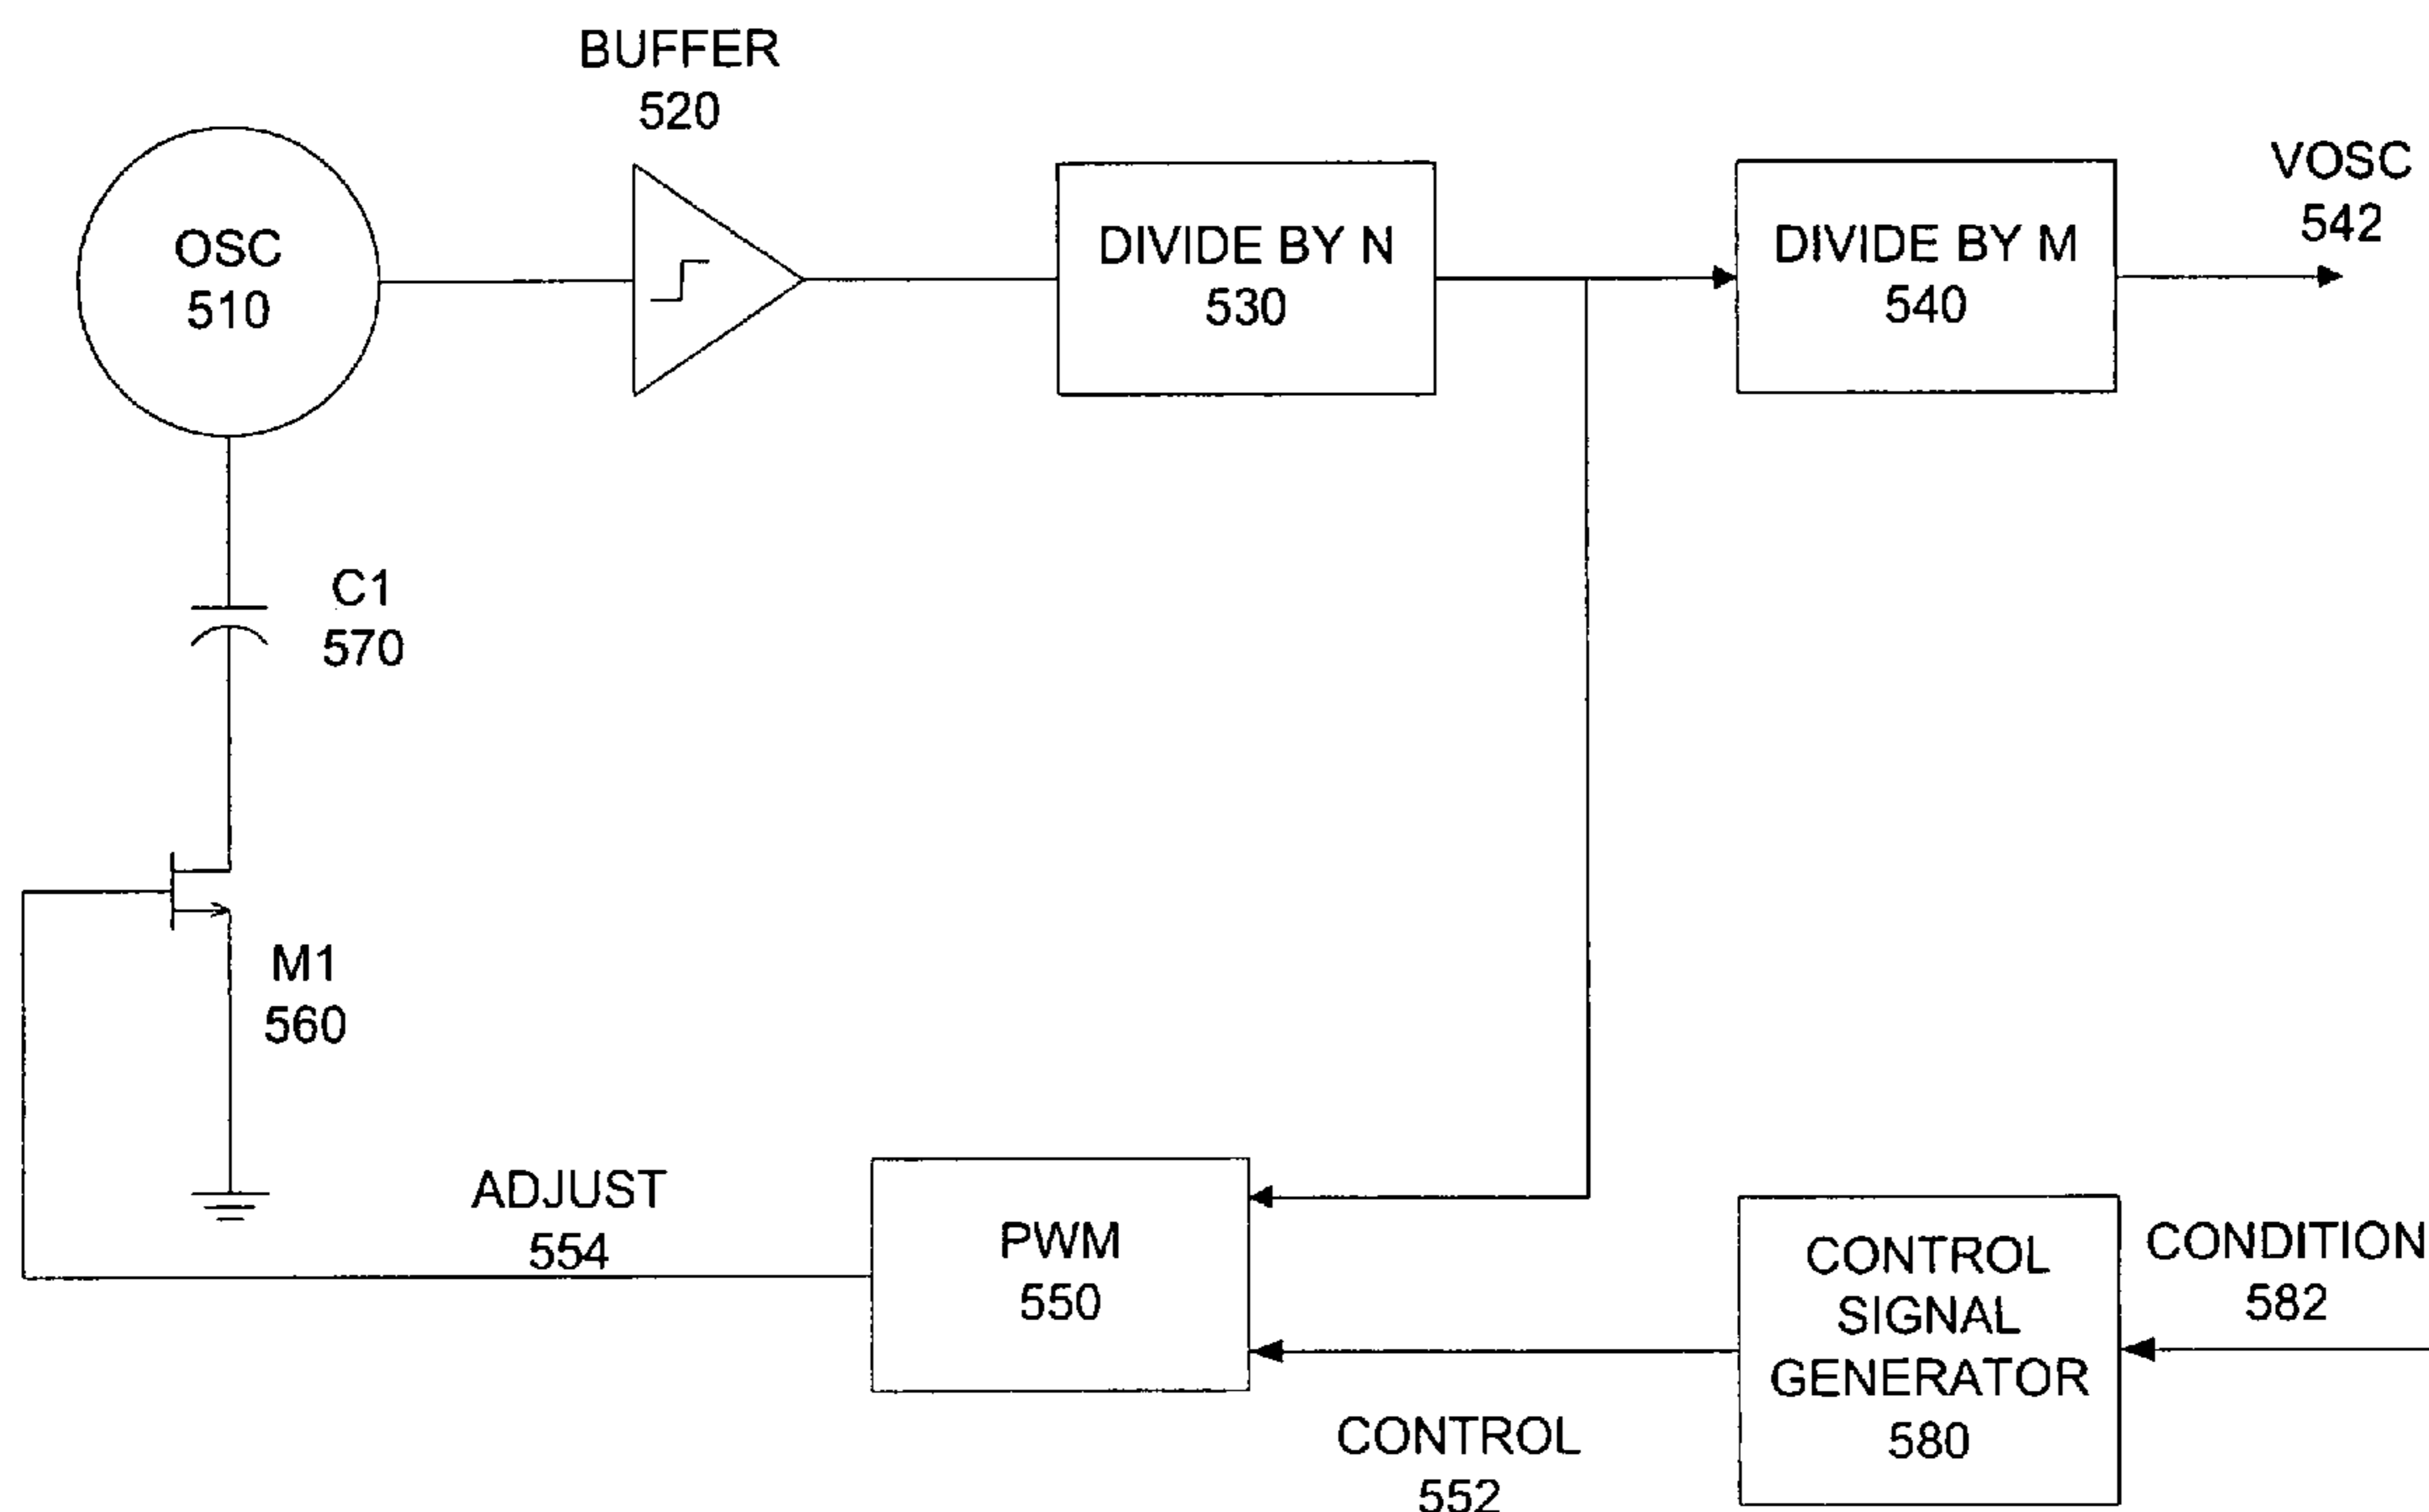 BUFFER
520
OSC
510
DIVIDE BY N
530
DIVIDE BY M
540
VOSC
542
C1
570
M1
560
ADJUST
554
PWM
550
CONTROL
SIGNAL
GENERATOR
580
CONDITION
582
CONTROL
552